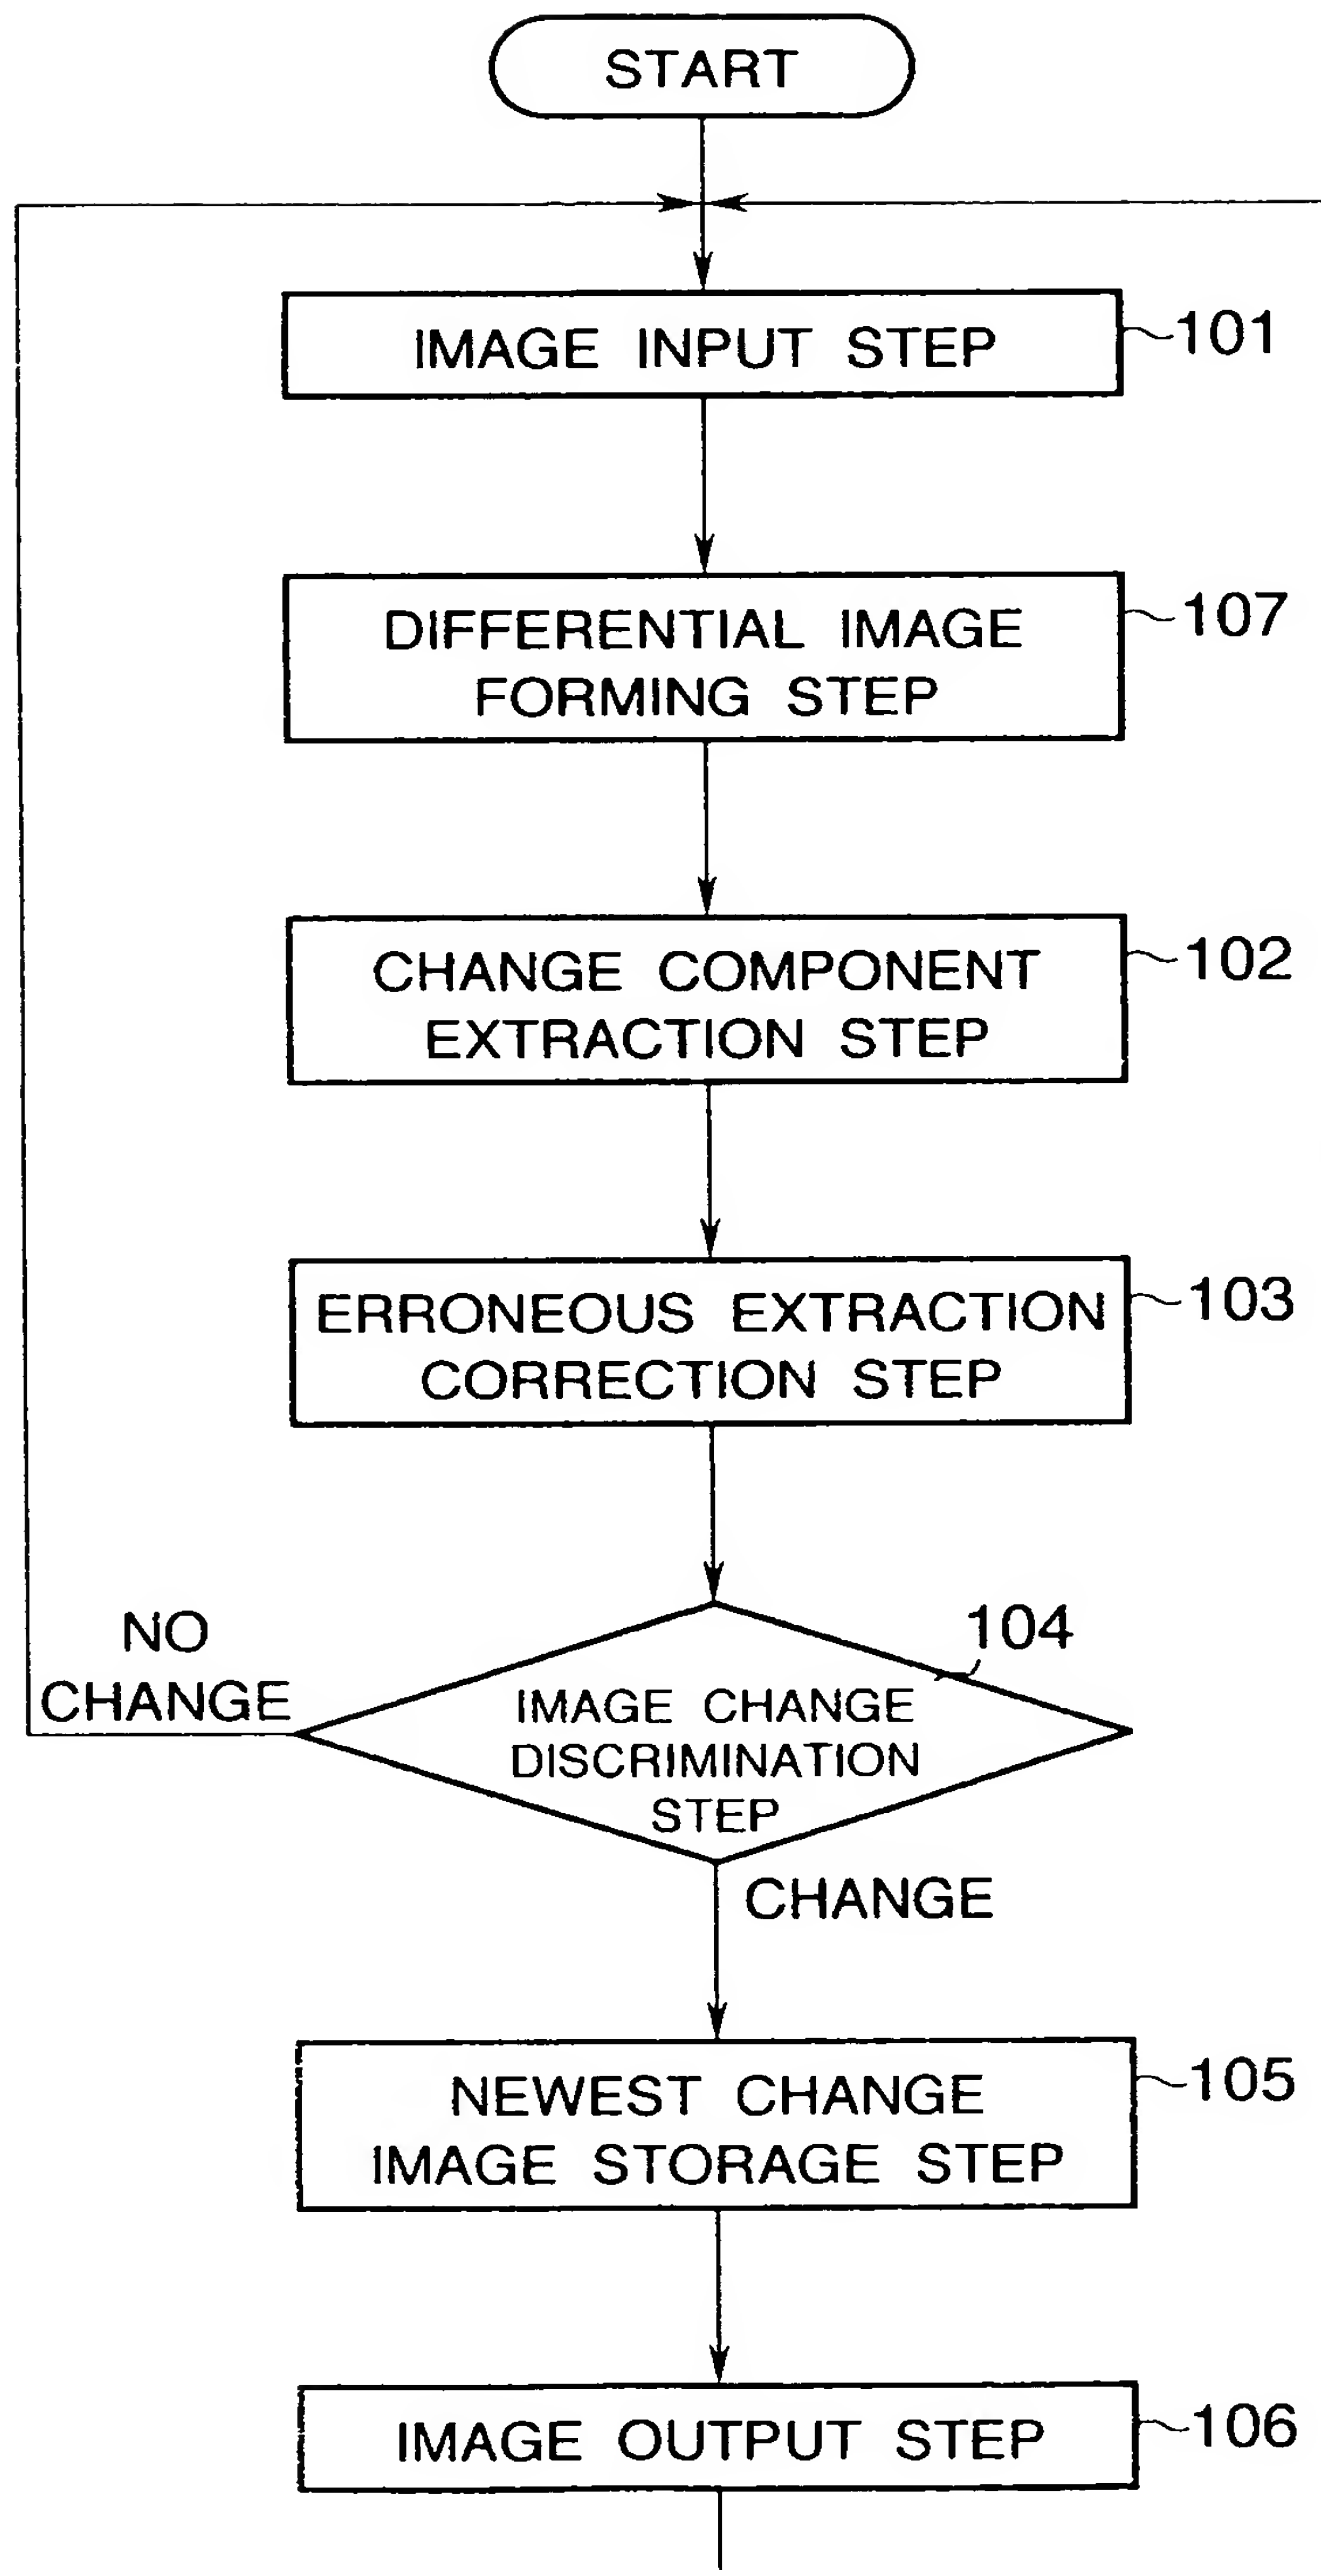 START
IMAGE INPUT STEP
101
DIFFERENTIAL IMAGE
FORMING STEP
107
CHANGE COMPONENT
EXTRACTION STEP
102
ERRONEOUS EXTRACTION
CORRECTION STEP
103
NO
CHANGE
104
IMAGE CHANGE
DISCRIMINATION
STEP
CHANGE
NEWEST CHANGE
IMAGE STORAGE STEP
105
IMAGE OUTPUT STEP
106